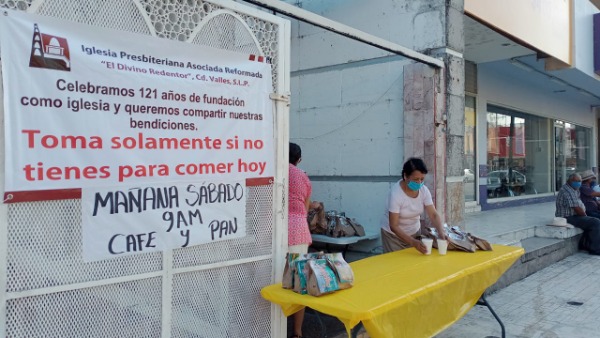 Iglesia Presbiteriana Asociada Reformada
"El Divino Redentor", Cd. Valles, S.L.P.
Celebramos 121 años de fundación
como iglesia y queremos compartir nuestras
bendiciones.
Toma solamente si no
tienes para comer hoy
MAÑANA SÁBADO
9AM
CAFE Y PAN